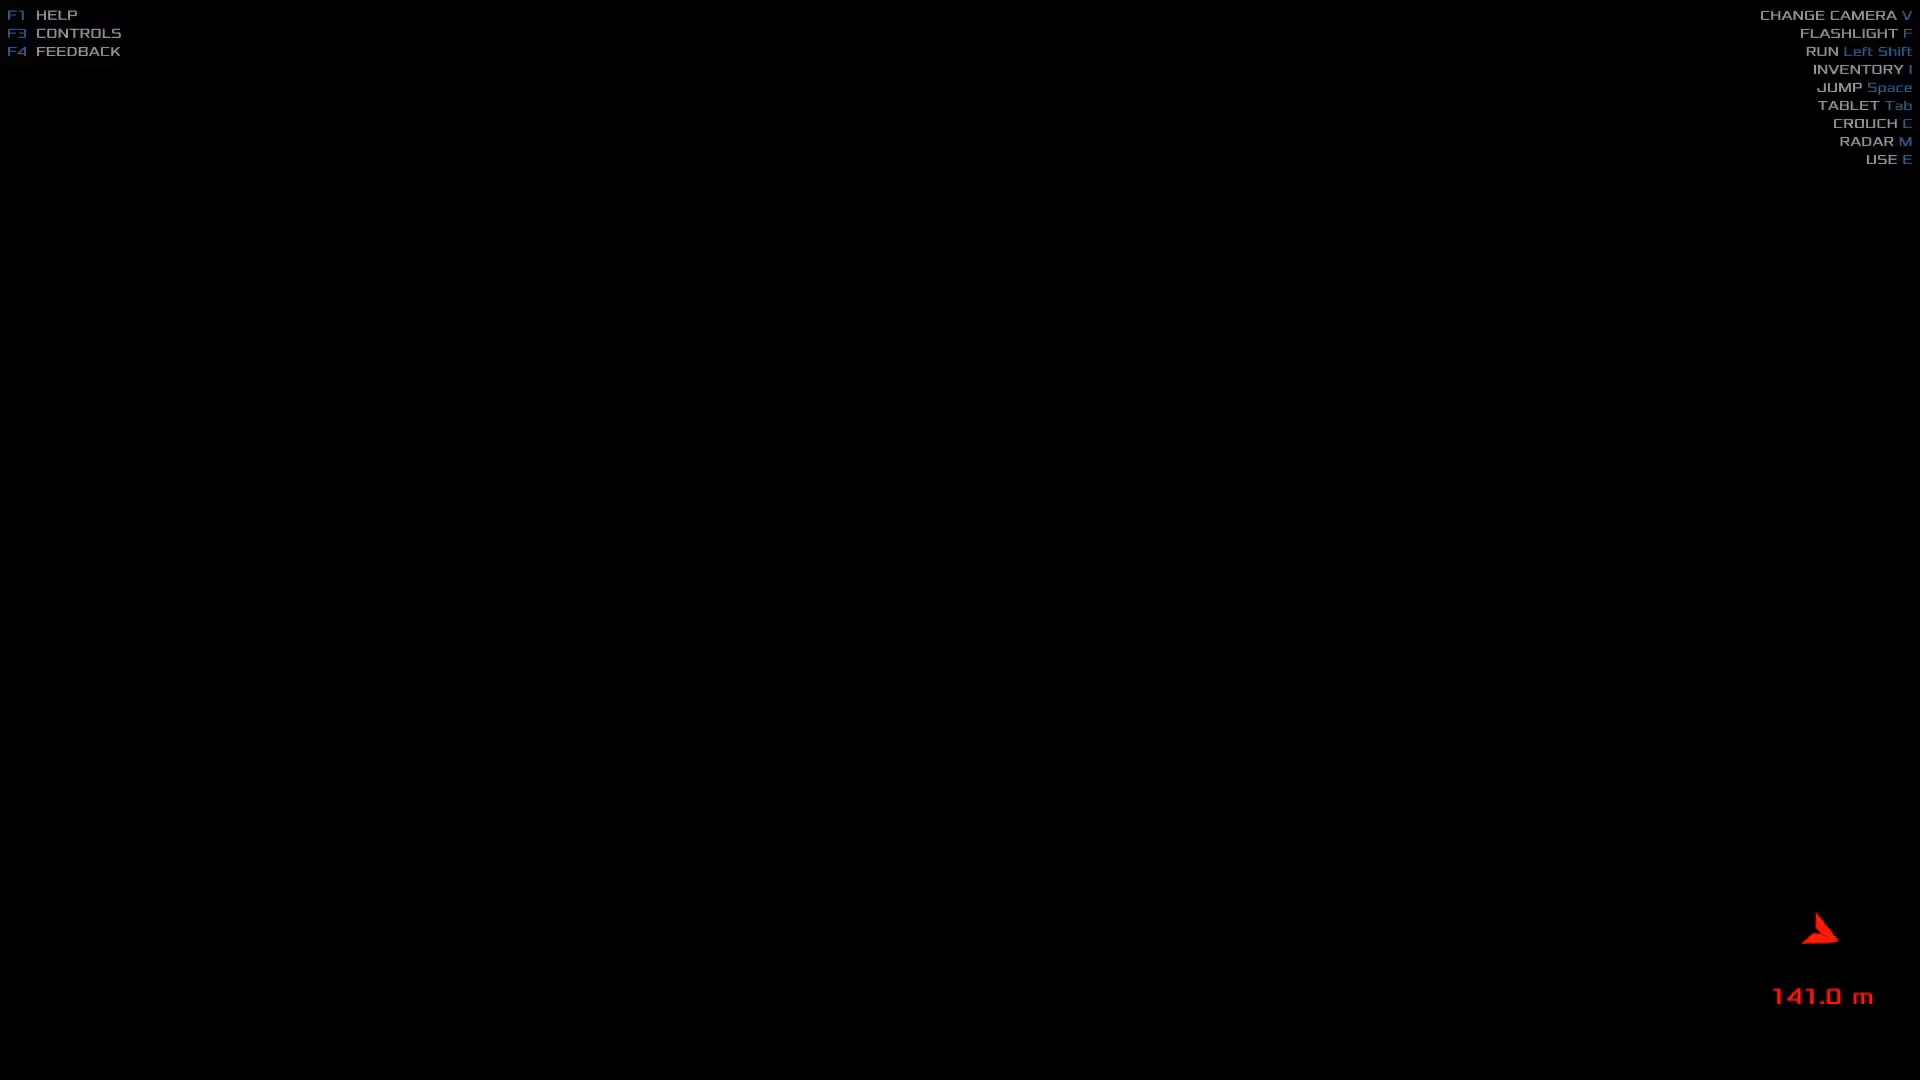 F1 HELP
F3 CONTROLS
F4 FEEDBACK
CHANGE CAMERA V
FLASHLIGHT F
RUN Left Shift
INVENTORY I
JUMP Space
TABLET Tab
CROUCH C
RADAR M
USE E
141.0 m